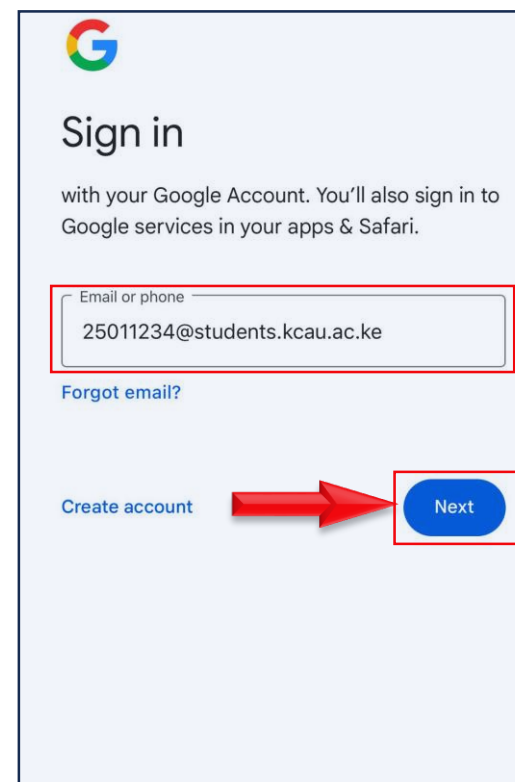 Sign in
with your Google Account. You’ll also sign in to
Google services in your apps & Safari.
Email or phone
25011234@students.kcau.ac.ke
Forgot email?
Create account
Next